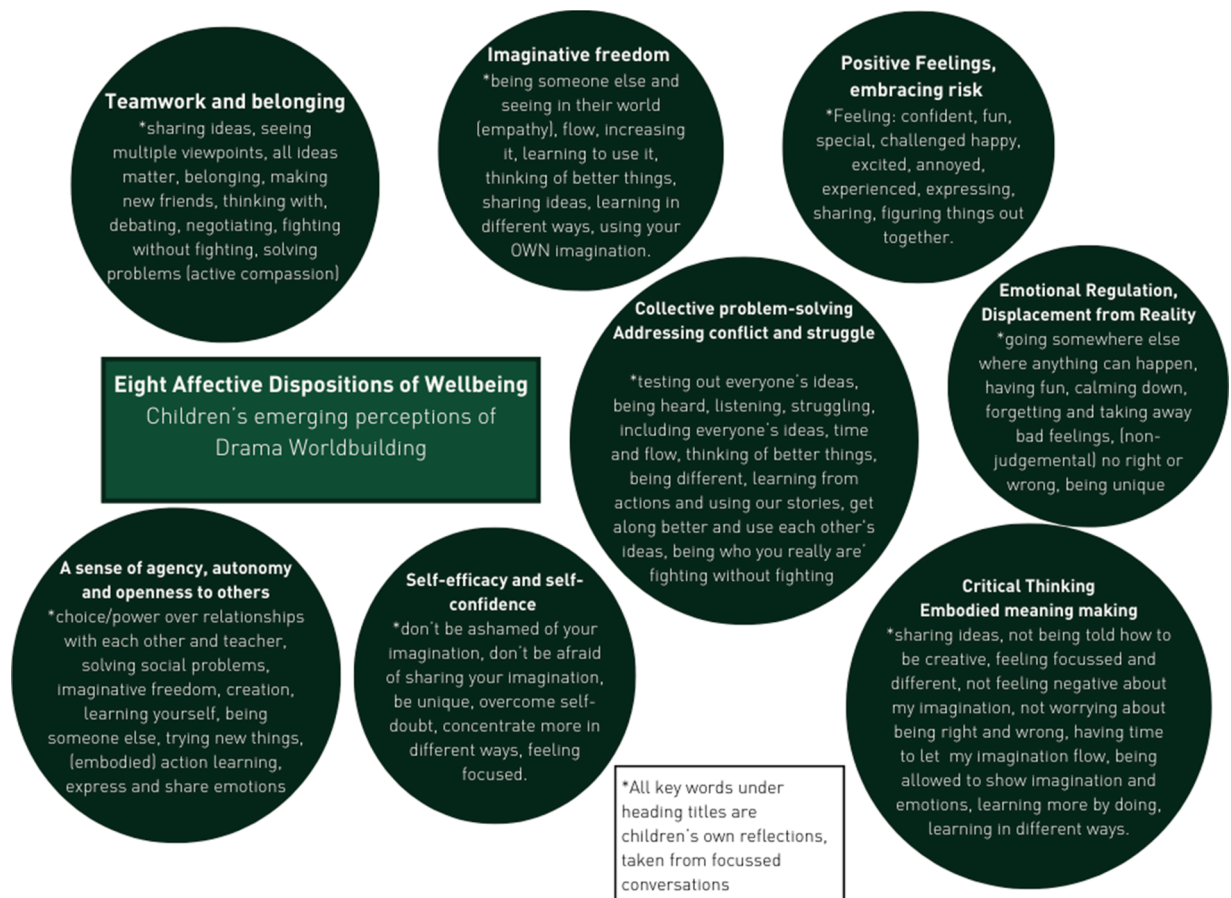 Teamwork and belonging
*sharing ideas, seeing
multiple viewpoints, all ideas
matter, belonging, making
new friends, thinking with,
debating, negotiating, fighting
without fighting, solving
problems (active compassion)
Imaginative freedom
*being someone else and
seeing in their world
(empathy), flow, increasing
it, learning to use it,
thinking of better things,
sharing ideas, learning in
different ways, using your
OWN imagination.
Positive Feelings,
embracing risk
*Feeling: confident, fun,
special, challenged happy,
excited, annoyed,
experienced, expressing,
sharing, figuring things out
together.
Eight Affective Dispositions of Wellbeing
Children's emerging perceptions of
Drama Worldbuilding
Collective problem-solving
Addressing conflict and struggle
*testing out everyone's ideas,
being heard, listening, struggling,
including everyone's ideas, time
and flow, thinking of better things,
being different, learning from
actions and using our stories, get
along better and use each other's
ideas, being who you really are'
fighting without fighting
Emotional Regulation,
Displacement from Reality
*going somewhere else
where anything can happen,
having fun, calming down,
forgetting and taking away
bad feelings, (non-
judgemental) no right or
wrong, being unique
A sense of agency, autonomy
and openness to others
*choice/power over relationships
with each other and teacher,
solving social problems,
imaginative freedom, creation,
learning yourself, being
someone else, trying new things,
(embodied) action learning,
express and share emotions
Self-efficacy and self-
confidence
*don't be ashamed of your
imagination, don't be afraid
of sharing your imagination,
be unique, overcome self-
doubt, concentrate more in
different ways, feeling
focused.
Critical Thinking
Embodied meaning making
*sharing ideas, not being told how to
be creative, feeling focussed and
different, not feeling negative about
my imagination, not worrying about
being right and wrong, having time
to let my imagination flow, being
allowed to show imagination and
emotions, learning more by doing,
learning in different ways.
*All key words under
heading titles are
children's own reflections,
taken from focussed
conversations